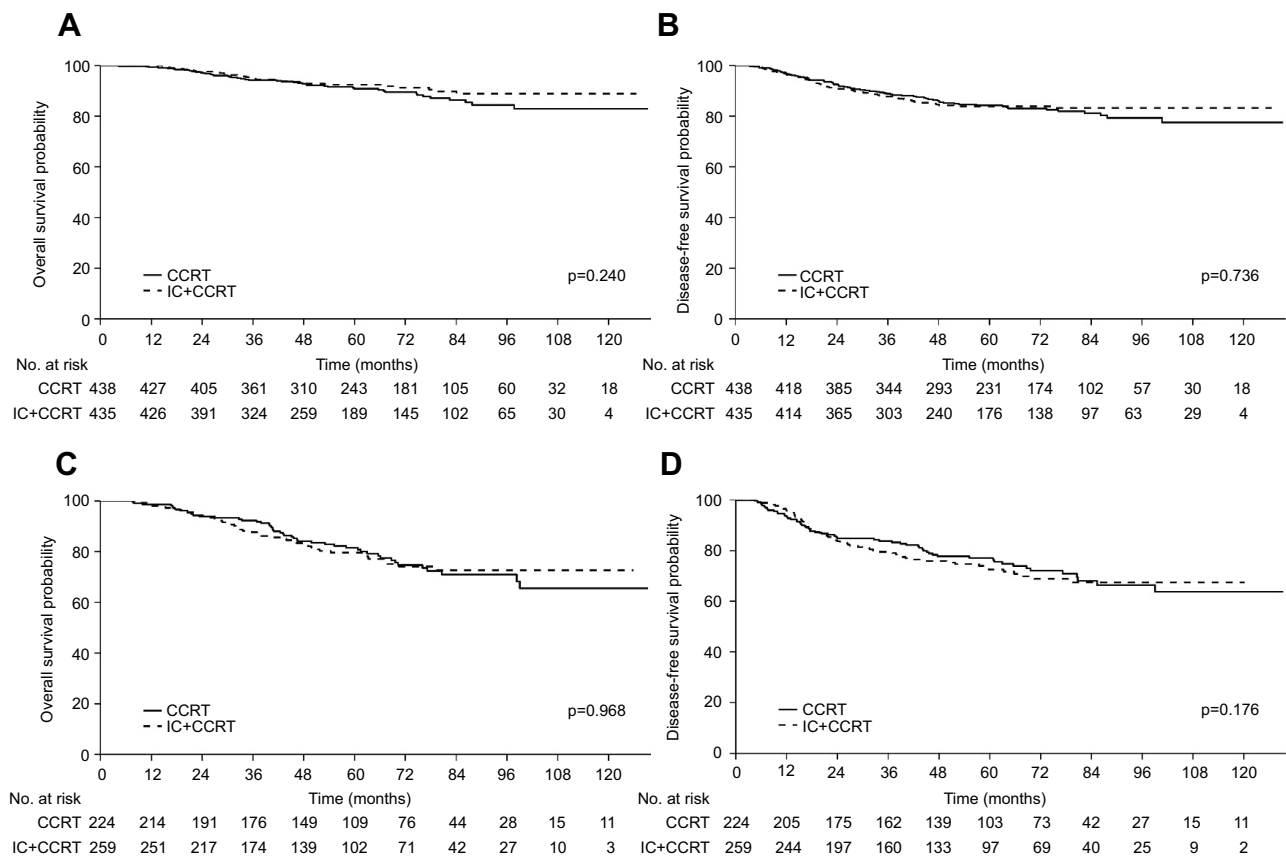 A
100
80
60
40
20
0
Overall survival probability
CCRT
IC+CCRT
p=0.240
0 12 24 36 48 60 72 84 96 108 120
No. at risk
Time (months)
CCRT 438 427 405 361 310 243 181 105 60 32 18
IC+CCRT 435 426 391 324 259 189 145 102 65 30 4
B
100
80
60
40
20
0
Disease-free survival probability
CCRT
IC+CCRT
p=0.736
0 12 24 36 48 60 72 84 96 108 120
No. at risk
Time (months)
CCRT 438 418 385 344 293 231 174 102 57 30 18
IC+CCRT 435 414 365 303 240 176 138 97 63 29 4
C
100
80
60
40
20
0
Overall survival probability
CCRT
IC+CCRT
p=0.968
0 12 24 36 48 60 72 84 96 108 120
No. at risk
Time (months)
CCRT 224 214 191 176 149 109 76 44 28 15 11
IC+CCRT 259 251 217 174 139 102 71 42 27 10 3
D
100
80
60
40
20
0
Disease-free survival probability
CCRT
IC+CCRT
p=0.176
0 12 24 36 48 60 72 84 96 108 120
No. at risk
Time (months)
CCRT 224 205 175 162 139 103 73 42 27 15 11
IC+CCRT 259 244 197 160 133 97 69 40 25 9 2